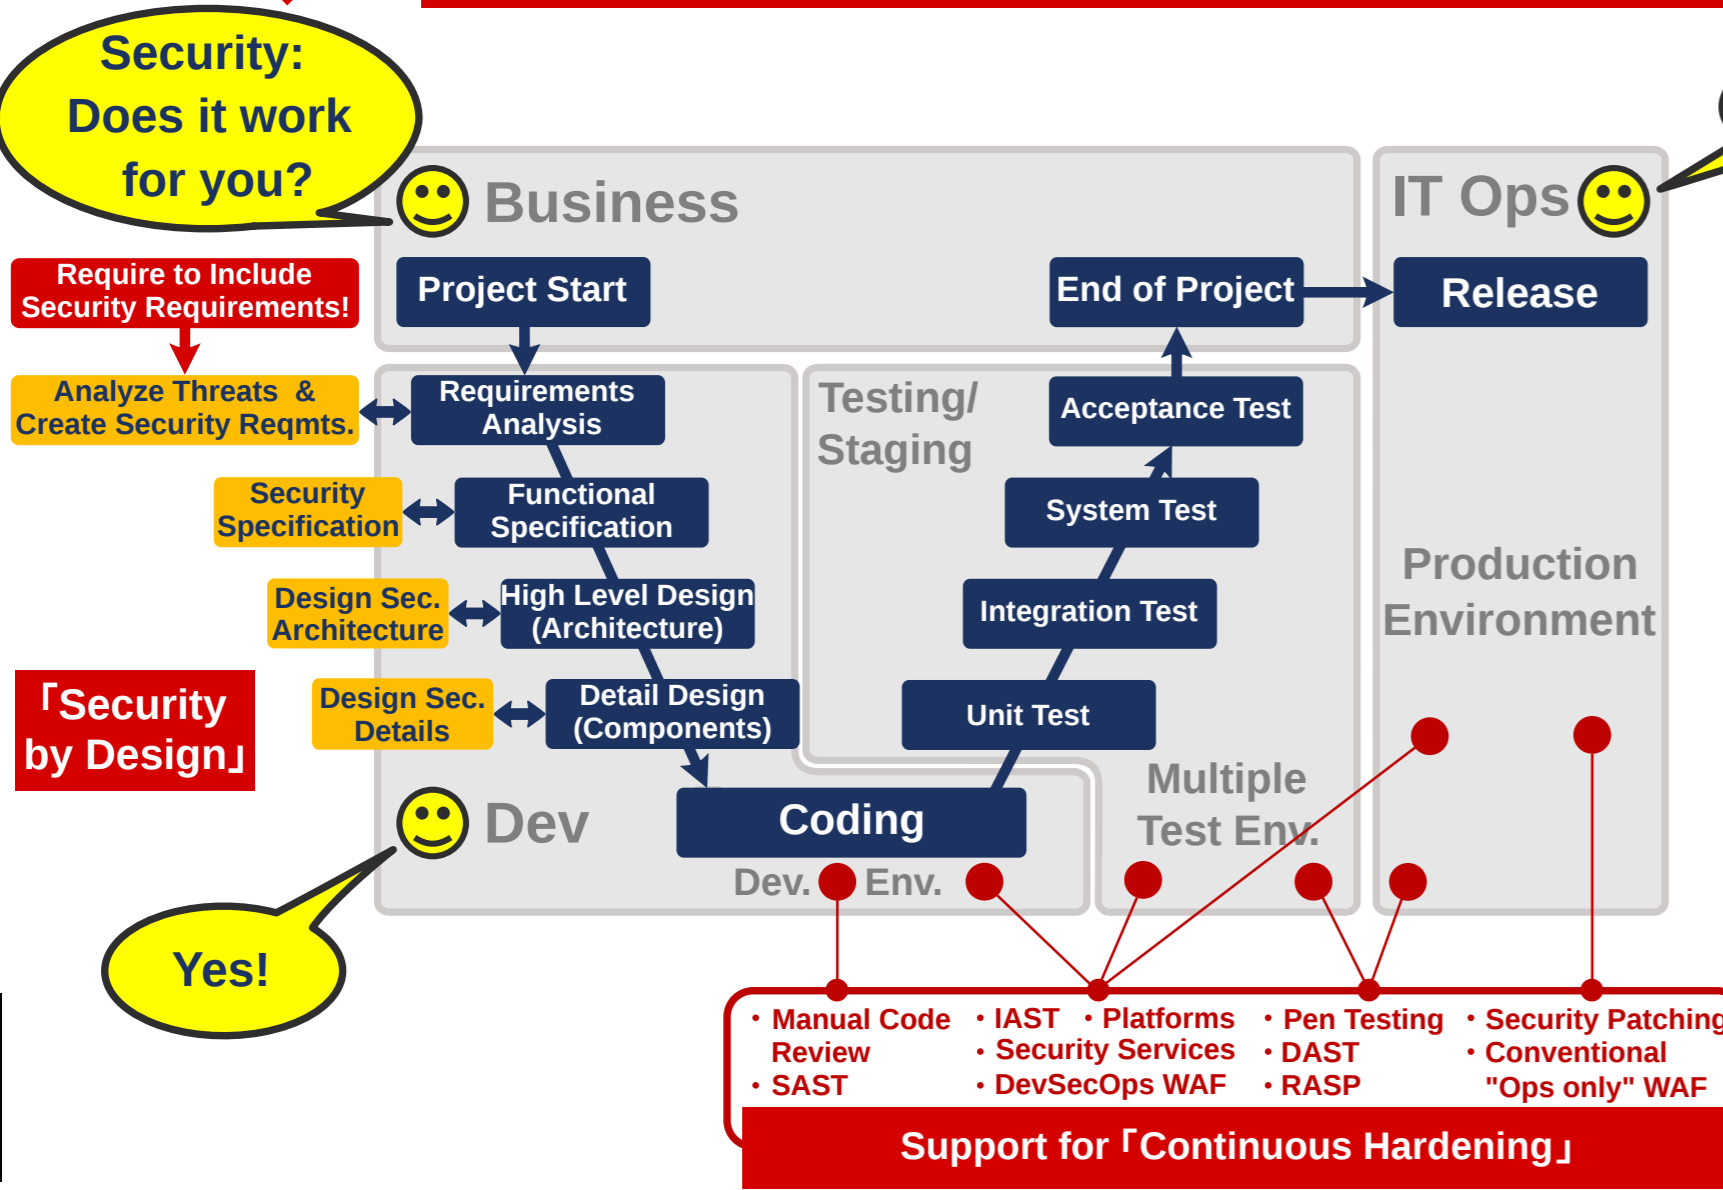 Security:
Does it work
for you?
Business
IT Ops
Require to Include
Security Requirements!
Project Start
End of Project
Release
Analyze Threats &
Create Security Reqmts.
Requirements
Analysis
Testing/
Staging
Acceptance Test
Security
Specification
Functional
Specification
System Test
Design Sec.
Architecture
High Level Design
(Architecture)
Integration Test
Production
Environment
「Security
by Design」
Design Sec.
Details
Detail Design
(Components)
Unit Test
Multiple
Test Env.
Dev
Coding
Dev.
Env.
Yes!
・Manual Code
Review
・SAST
・IAST ・Platforms
・Security Services
・DevSecOps WAF
・Pen Testing
・DAST
・RASP
・Security Patching
・Conventional
"Ops only" WAF
Support for「Continuous Hardening」